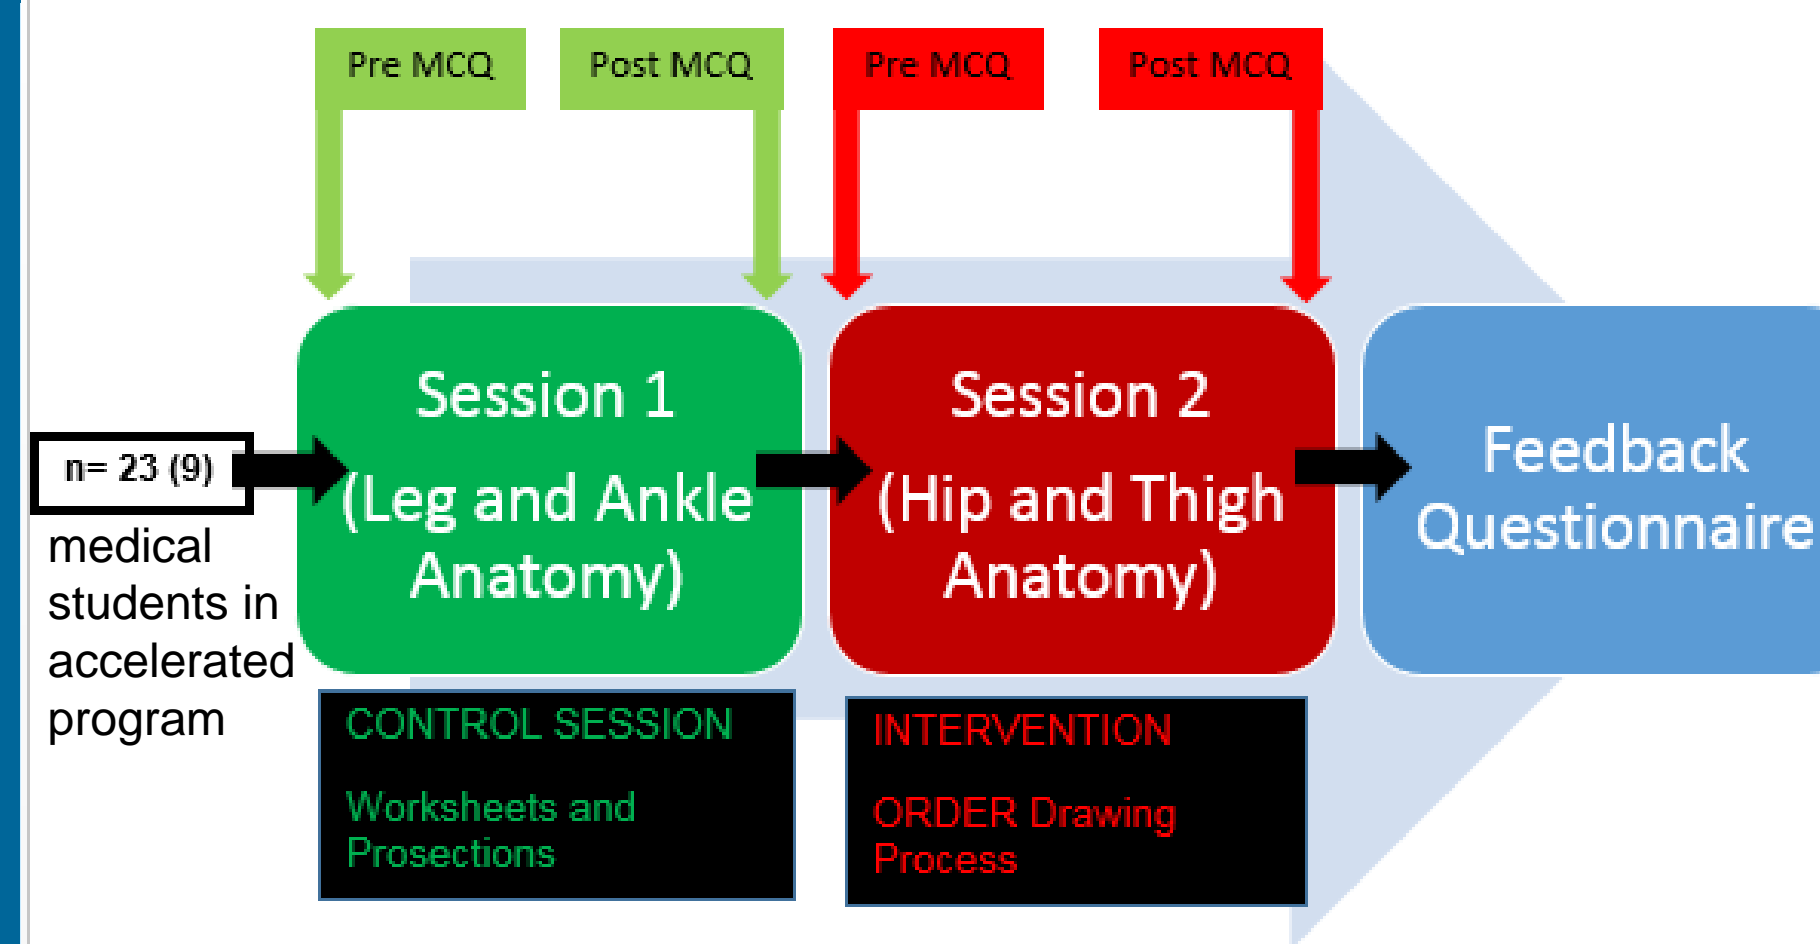 Pre MCQ
Post MCQ
Pre MCQ
Post MCQ
n= 23 (9)
medical
students in
accelerated
program
Session 1
(Leg and Ankle
Anatomy)
Session 2
(Hip and Thigh
Anatomy)
Feedback
Questionnaire
CONTROL SESSION
Worksheets and
Prosections
INTERVENTION
ORDER Drawing
Process